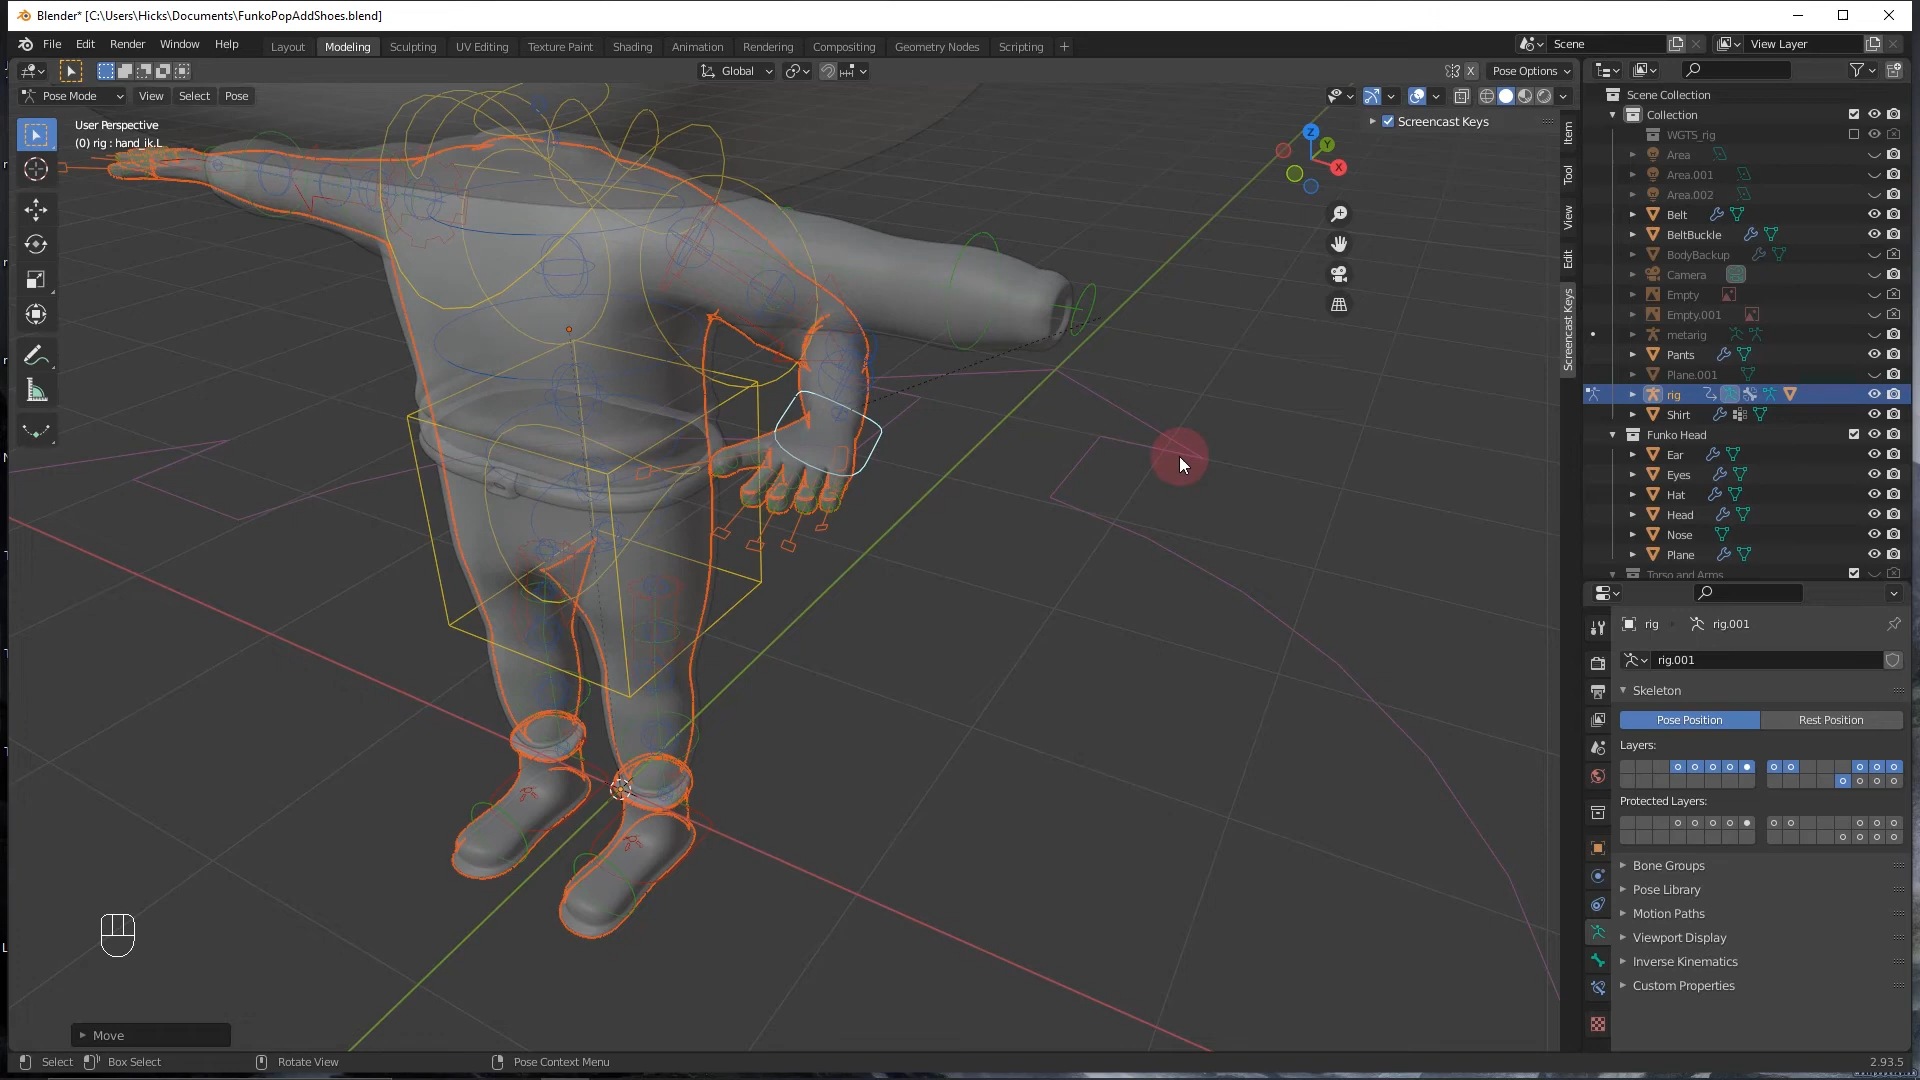 Blender* [C:\Users\Hicks\Documents\FunkoPopAddShoes.blend]
File Edit Render Window Help
Layout Modeling Sculpting UV Editing Texture Paint Shading Animation Rendering Compositing Geometry Nodes Scripting +
Scene View Layer
Global X Pose Options
Pose Mode View Select Pose
User Perspective
(0) rig : hand_ik.L
Screencast Keys
Z
Y
X
Item
Tool
View
Edit
Screencast Keys
Scene Collection
Collection
WGTS_rig
Area
Area.001
Area.002
Belt
BeltBuckle
BodyBackup
Camera
Empty
Empty.001
metarig
Pants
Plane.001
rig
Shirt
Funko Head
Ear
Eyes
Hat
Head
Nose
Plane
Torso and Arms
rig rig.001
rig.001
Skeleton
Pose Position Rest Position
Layers:
Protected Layers:
Bone Groups
Pose Library
Motion Paths
Viewport Display
Inverse Kinematics
Custom Properties
Move
Select Box Select Rotate View Pose Context Menu 2.93.5